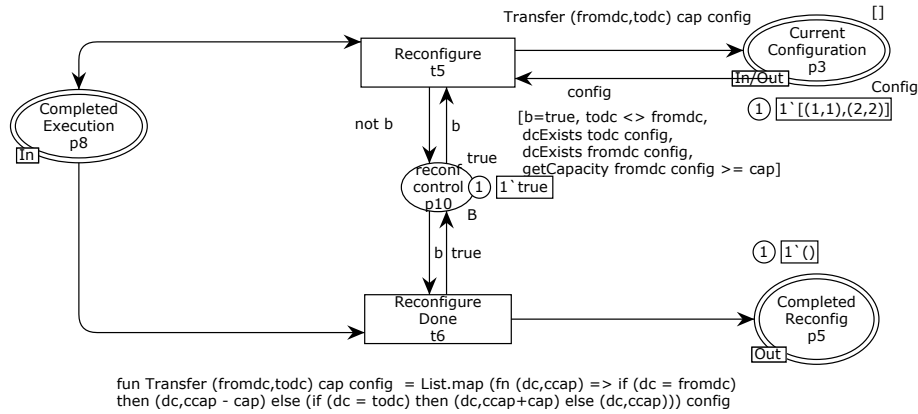 Transfer (fromdc,todc) cap config
[]
Reconfigure
t5
Current
Configuration
p3
In/Out
Config
config
1
1`[(1,1),(2,2)]
Completed
Execution
p8
In
not b
b
[b=true, todc <> fromdc,
dcExists todc config,
dcExists fromdc config,
getCapacity fromdc config >= cap]
true
reconf
control
p10
1
1`true
B
b
true
1
1`()
Reconfigure
Done
t6
Completed
Reconfig
p5
Out
fun Transfer (fromdc,todc) cap config = List.map (fn (dc,ccap) => if (dc = fromdc)
then (dc,ccap - cap) else (if (dc = todc) then (dc,ccap+cap) else (dc,ccap))) config